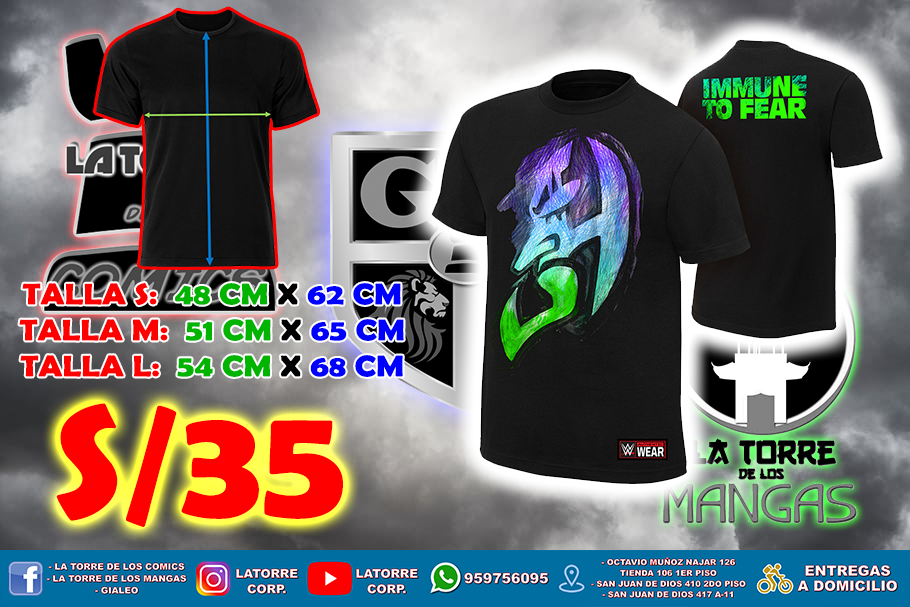 LA TO
D
COMICS
TALLA S: 48 CM X 62 CM
TALLA M: 51 CM X 65 CM
TALLA L: 54 CM X 68 CM
S/35
G
IMMUNE
TO FEAR
W WEAR
LA TORRE
DE LOS
MANGAS
- LA TORRE DE LOS COMICS
- LA TORRE DE LOS MANGAS
- GIALEO
LATORRE
CORP.
LATORRE
CORP.
959756095
- OCTAVIO MUÑOZ NAJAR 126
TIENDA 106 1ER PISO
- SAN JUAN DE DIOS 410 2DO PISO
- SAN JUAN DE DIOS 417 A-11
ENTREGAS
A DOMICILIO